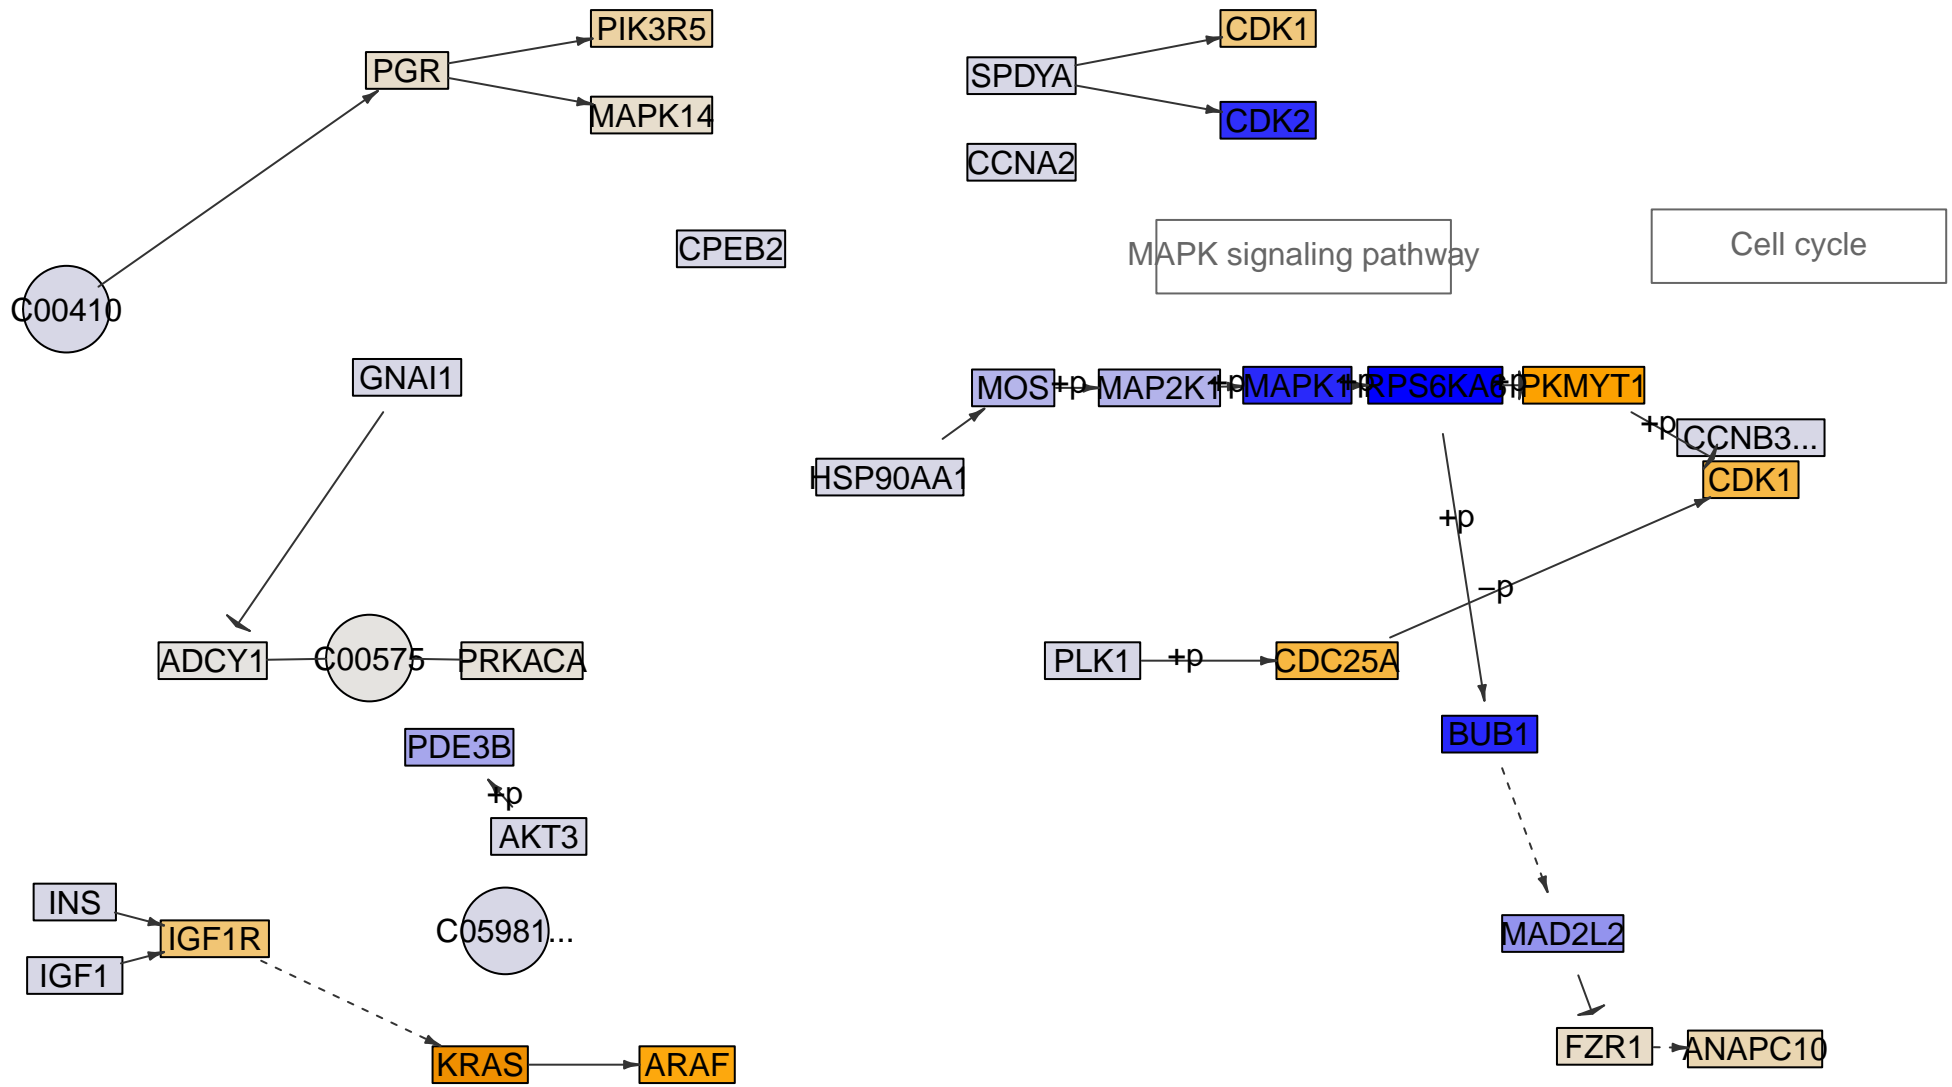 PIK3R5
CDK1
PGR
SPDYA
MAPK14
CDK2
CCNA2
CPEB2
MAPK signaling pathway
Cell cycle
C00410
GNAI1
MOS
+p
MAP2K1
+p
MAPK1
+p
RPS6KA6
+p
PKMYT1
+p
CCNB3...
HSP90AA1
CDK1
+p
−p
ADCY1
C00575
PRKACA
PLK1
+p
CDC25A
PDE3B
BUB1
+p
AKT3
INS
IGF1R
C05981...
MAD2L2
IGF1
KRAS
ARAF
FZR1
ANAPC10